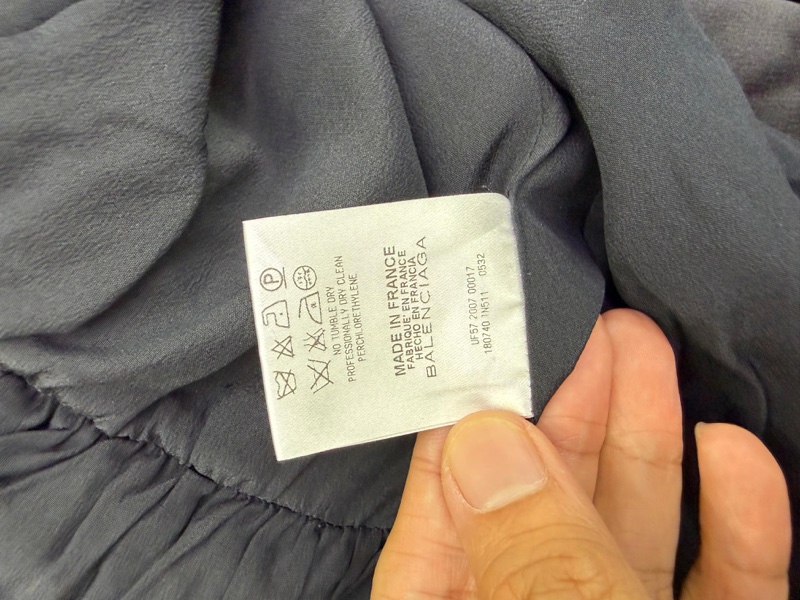 NO TUMBLE DRY
PROFESSIONALLY DRY CLEAN
PERCHLORETHYLENE
MADE IN FRANCE
FABRIQUE' EN FRANCE
HECHO EN FRANCIA
BALENCIAGA
UF57 2007 00017
180740 1N511 0532